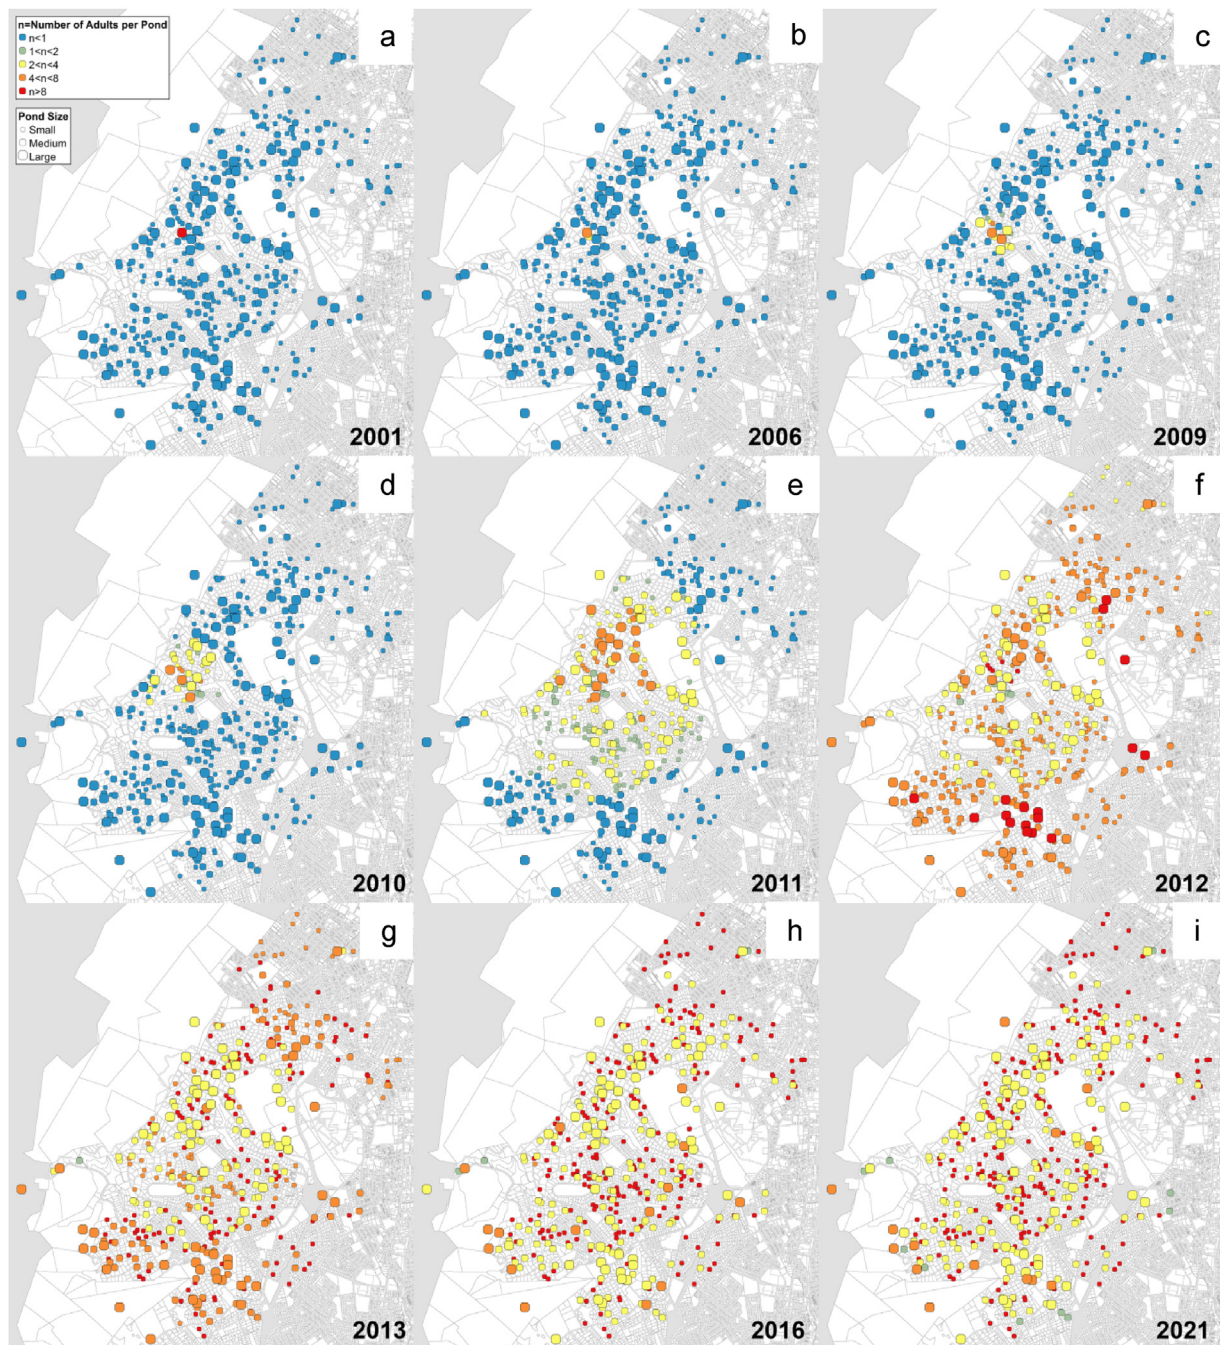 n=Number of Adults per Pond
n<1
1<n<2
2<n<4
4<n<8
n>8
Pond Size
Small
Medium
Large
a
2001
b
2006
c
2009
d
2010
e
2011
f
2012
g
2013
h
2016
i
2021